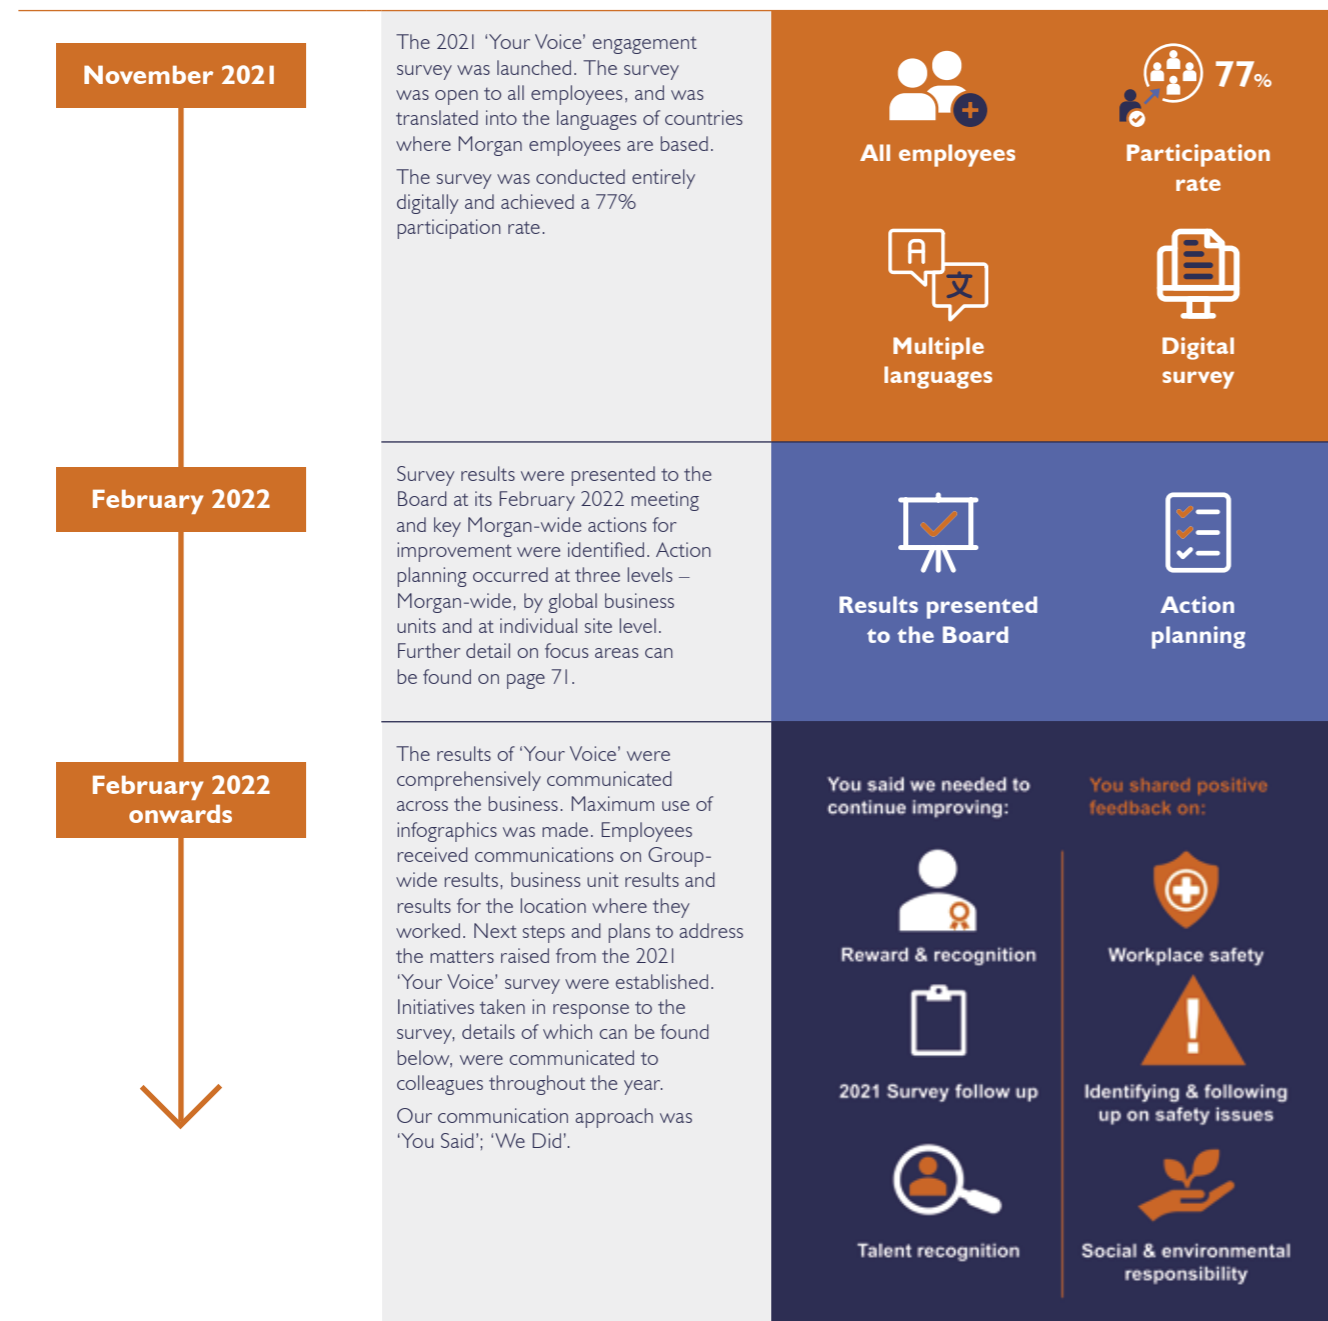 November 2021
The 2021 ‘Your Voice’ engagement
survey was launched. The survey
was open to all employees, and was
translated into the languages of countries
where Morgan employees are based.
The survey was conducted entirely
digitally and achieved a 77%
participation rate.
All employees
77%
Participation
rate
A
文
Multiple
languages
Digital
survey
February 2022
Survey results were presented to the
Board at its February 2022 meeting
and key Morgan-wide actions for
improvement were identified. Action
planning occurred at three levels –
Morgan-wide, by global business
units and at individual site level.
Further detail on focus areas can
be found on page 71.
Results presented
to the Board
Action
planning
February 2022
onwards
The results of ‘Your Voice’ were
comprehensively communicated
across the business. Maximum use of
infographics was made. Employees
received communications on Group-
wide results, business unit results and
results for the location where they
worked. Next steps and plans to address
the matters raised from the 2021
‘Your Voice’ survey were established.
Initiatives taken in response to the
survey, details of which can be found
below, were communicated to
colleagues throughout the year.
Our communication approach was
‘You Said’; ‘We Did’.
You said we needed to
continue improving:
Reward & recognition
2021 Survey follow up
Talent recognition
You shared positive
feedback on:
Workplace safety
Identifying & following
up on safety issues
Social & environmental
responsibility